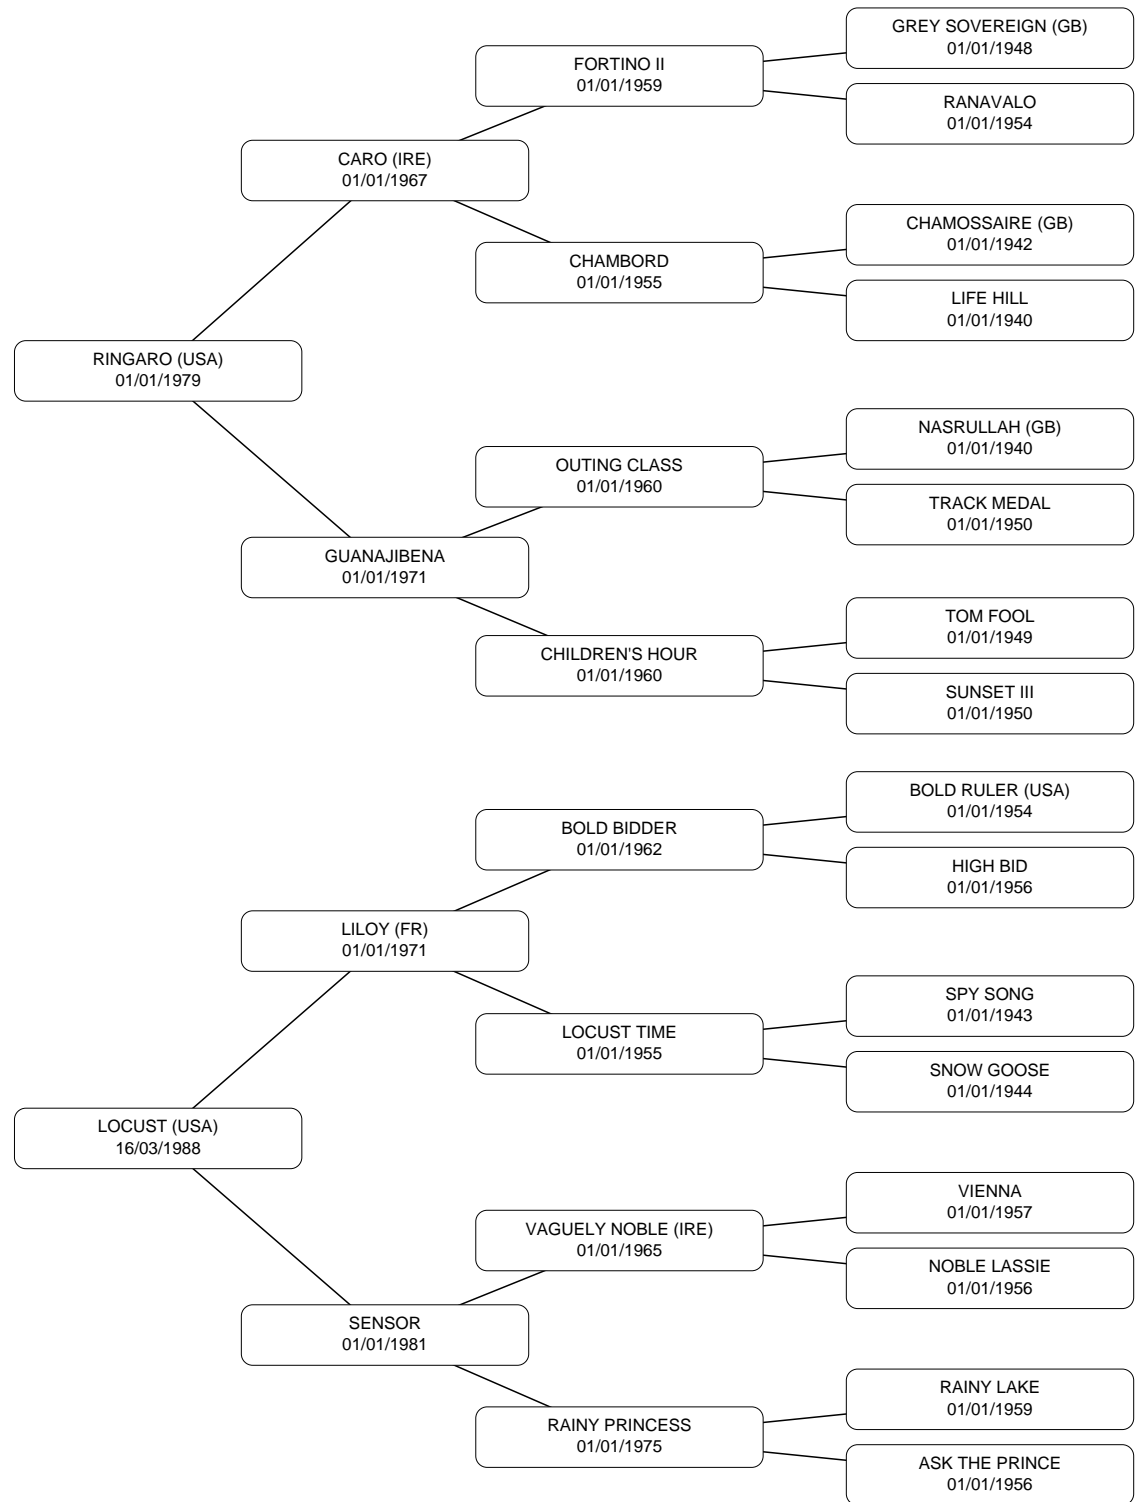 GREY SOVEREIGN (GB)
01/01/1948
FORTINO II
01/01/1959
RANAVALO
01/01/1954
CARO (IRE)
01/01/1967
CHAMOSSAIRE (GB)
01/01/1942
CHAMBORD
01/01/1955
LIFE HILL
01/01/1940
RINGARO (USA)
01/01/1979
NASRULLAH (GB)
01/01/1940
OUTING CLASS
01/01/1960
TRACK MEDAL
01/01/1950
GUANAJIBENA
01/01/1971
TOM FOOL
01/01/1949
CHILDREN'S HOUR
01/01/1960
SUNSET III
01/01/1950
BOLD RULER (USA)
01/01/1954
BOLD BIDDER
01/01/1962
HIGH BID
01/01/1956
LILOY (FR)
01/01/1971
SPY SONG
01/01/1943
LOCUST TIME
01/01/1955
SNOW GOOSE
01/01/1944
LOCUST (USA)
16/03/1988
VIENNA
01/01/1957
VAGUELY NOBLE (IRE)
01/01/1965
NOBLE LASSIE
01/01/1956
SENSOR
01/01/1981
RAINY LAKE
01/01/1959
RAINY PRINCESS
01/01/1975
ASK THE PRINCE
01/01/1956